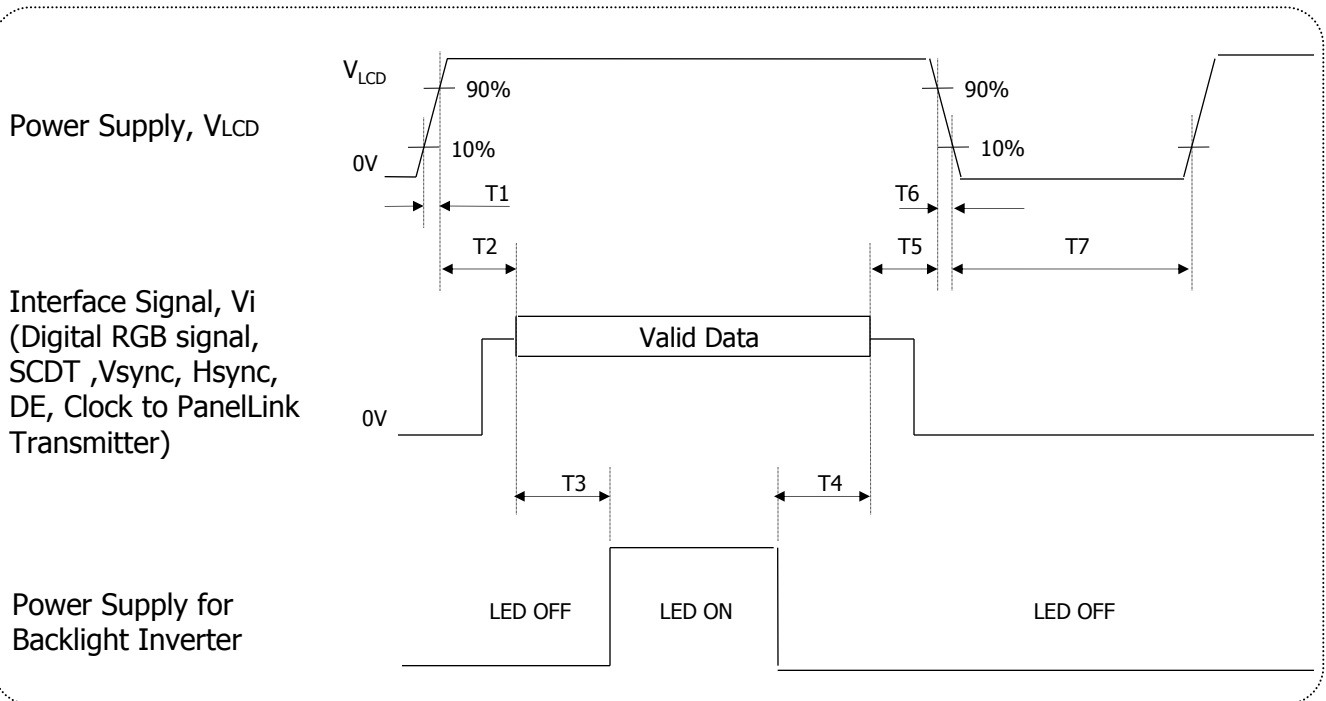 VLCD
90%
90%
Power Supply, VLCD
10%
10%
0V
T1
T6
T2
T5
T7
Interface Signal, Vi
(Digital RGB signal,
SCDT ,Vsync, Hsync,
DE, Clock to PanelLink
Transmitter)
Valid Data
0V
T3
T4
Power Supply for
Backlight Inverter
LED OFF
LED ON
LED OFF